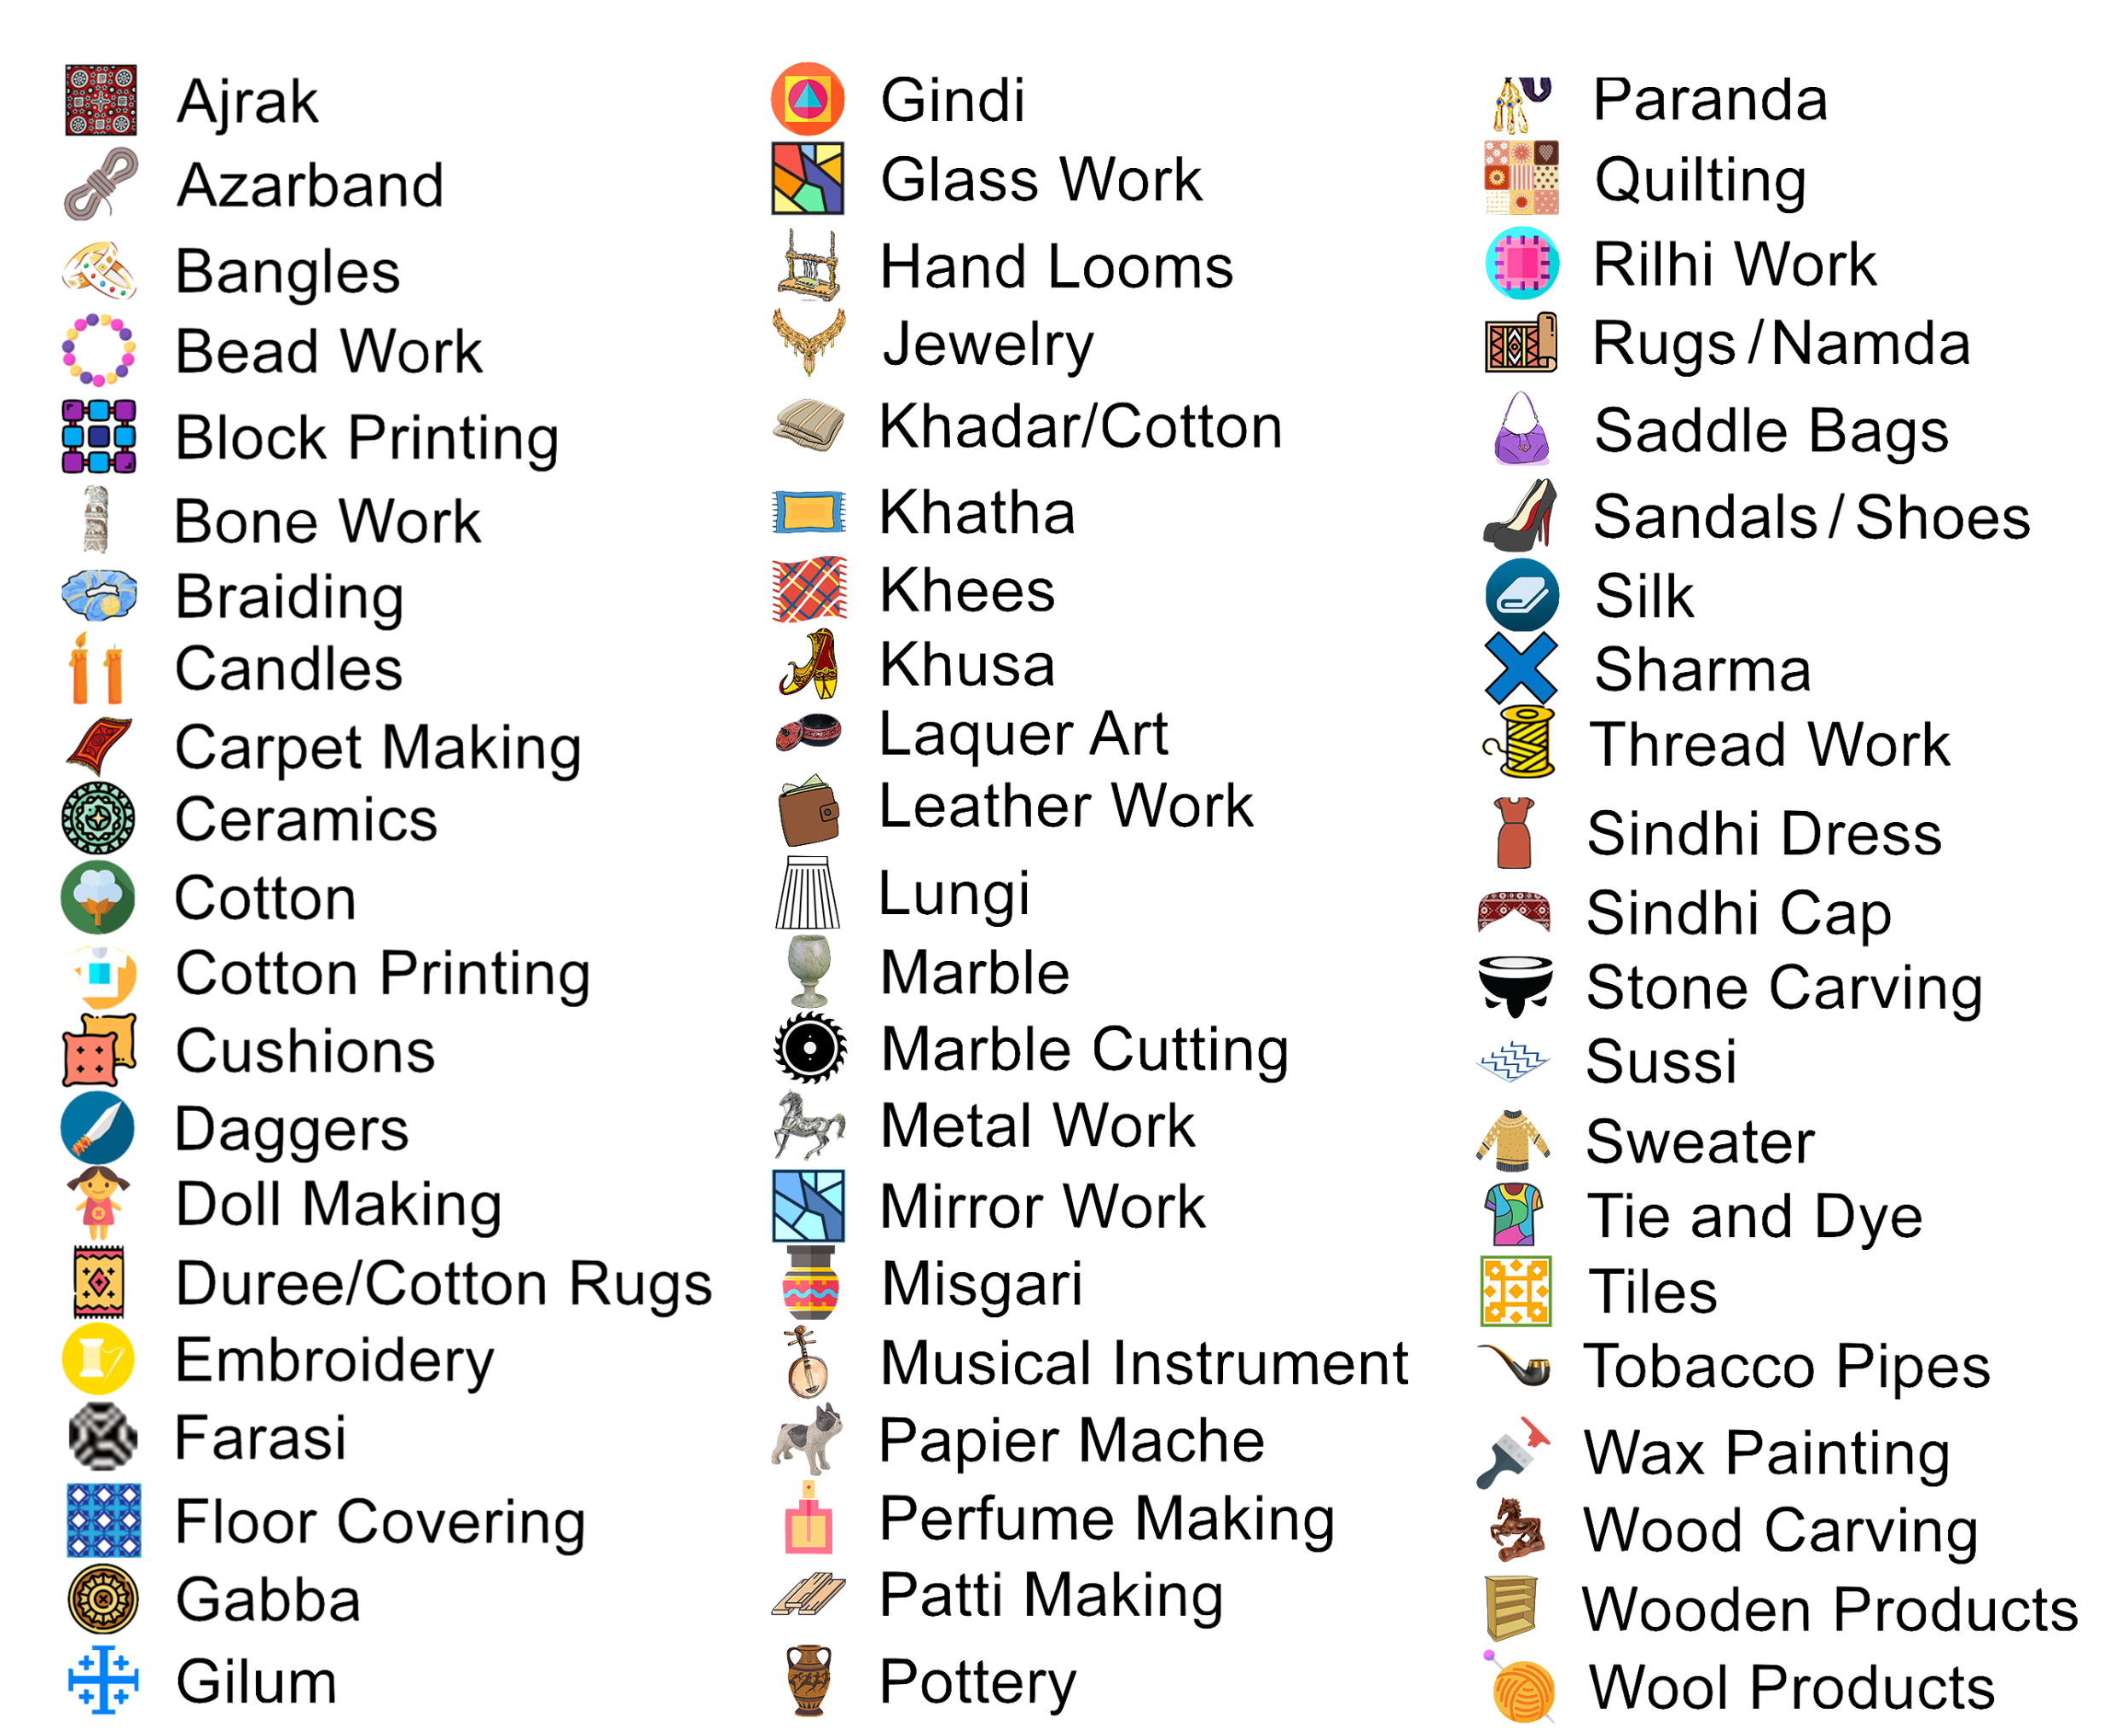 Ajrak
Azarband
Bangles
Bead Work
Block Printing
Bone Work
Braiding
Candles
Carpet Making
Ceramics
Cotton
Cotton Printing
Cushions
Daggers
Doll Making
Duree/Cotton Rugs
Embroidery
Farasi
Floor Covering
Gabba
Gilum
Gindi
Glass Work
Hand Looms
Jewelry
Khadar/Cotton
Khatha
Khees
Khusa
Laquer Art
Leather Work
Lungi
Marble
Marble Cutting
Metal Work
Mirror Work
Misgari
Musical Instrument
Papier Mache
Perfume Making
Patti Making
Pottery
Paranda
Quilting
Rilhi Work
Rugs/Namda
Saddle Bags
Sandals/Shoes
Silk
Sharma
Thread Work
Sindhi Dress
Sindhi Cap
Stone Carving
Sussi
Sweater
Tie and Dye
Tiles
Tobacco Pipes
Wax Painting
Wood Carving
Wooden Products
Wool Products